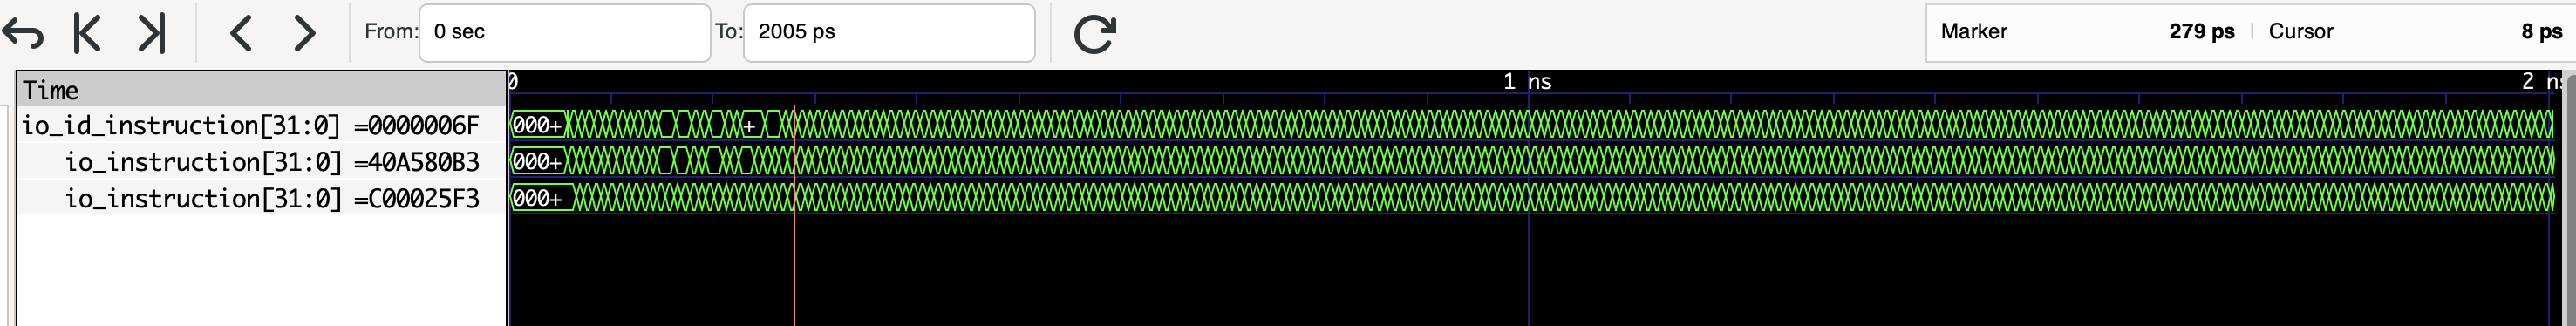 From: 0 sec To: 2005 ps Marker 279 ps | Cursor 8 ps
Time 0 1 ns 2 ns
io_id_instruction[31:0] =0000006F 000+ +
io_instruction[31:0] =40A580B3 000+
io_instruction[31:0] =C00025F3 000+